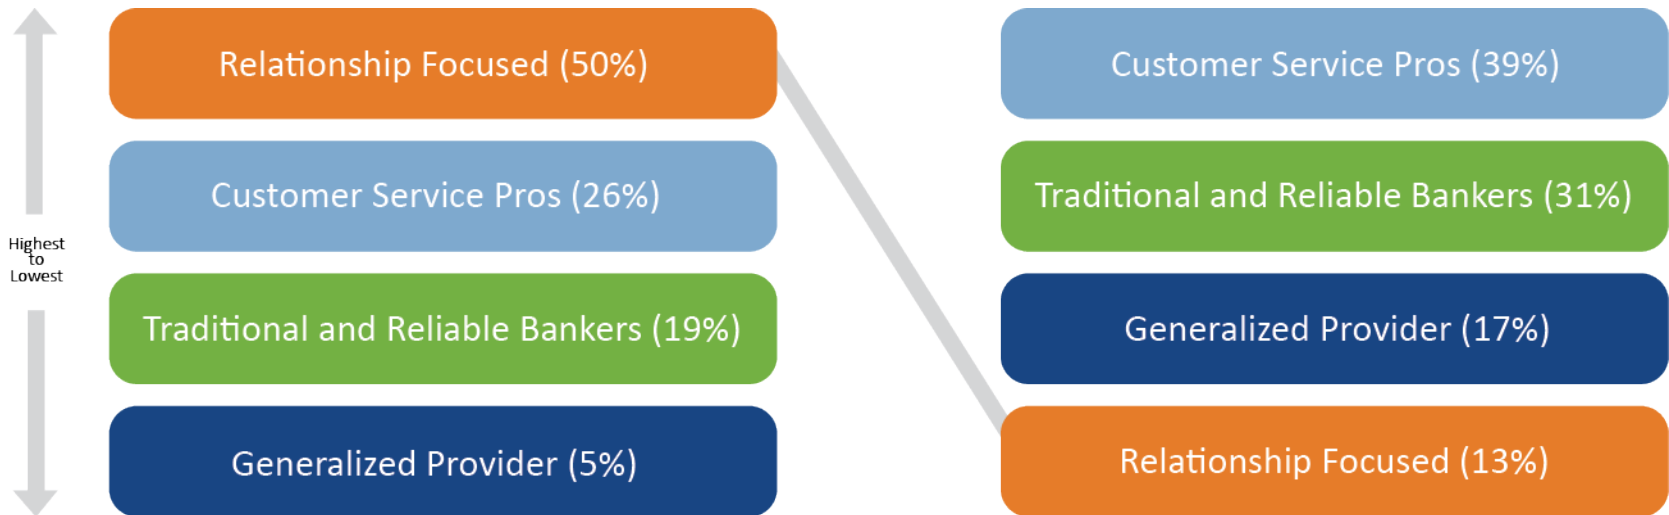 Highest
to
Lowest
Relationship Focused (50%)
Customer Service Pros (26%)
Traditional and Reliable Bankers (19%)
Generalized Provider (5%)
Customer Service Pros (39%)
Traditional and Reliable Bankers (31%)
Generalized Provider (17%)
Relationship Focused (13%)